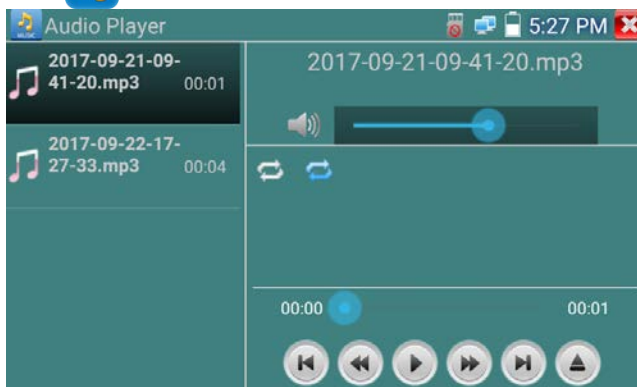 Audio Player
5:27 PM
MUSIC
2017-09-21-09-
41-20.mp3 00:01
2017-09-22-17-
27-33.mp3 00:04
2017-09-21-09-41-20.mp3
00:00 00:01